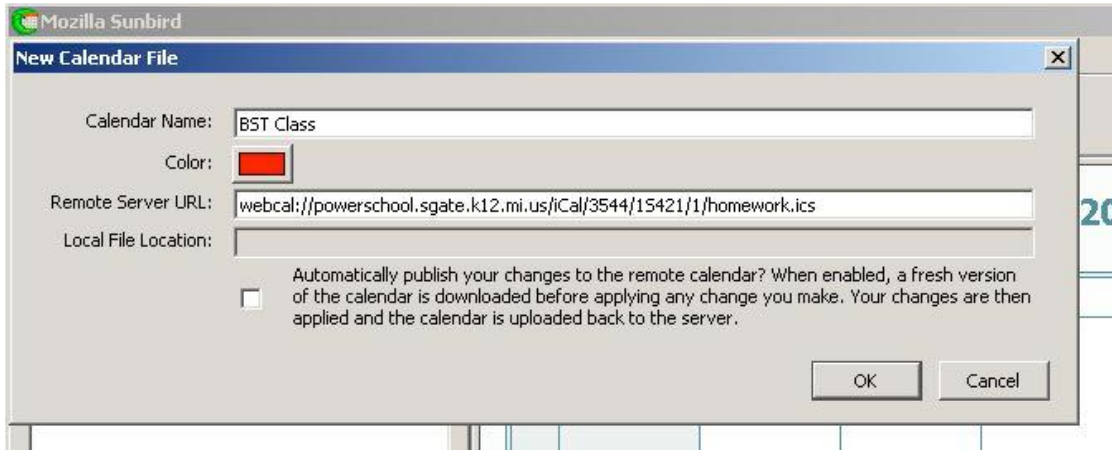 Mozilla Sunbird
New Calendar File
Calendar Name: BST Class
Color:
Remote Server URL: webcal://powerschool.sgate.k12.mi.us/iCal/3544/15421/1/homework.ics
20
Local File Location:
Automatically publish your changes to the remote calendar? When enabled, a fresh version
of the calendar is downloaded before applying any change you make. Your changes are then
applied and the calendar is uploaded back to the server.
OK Cancel